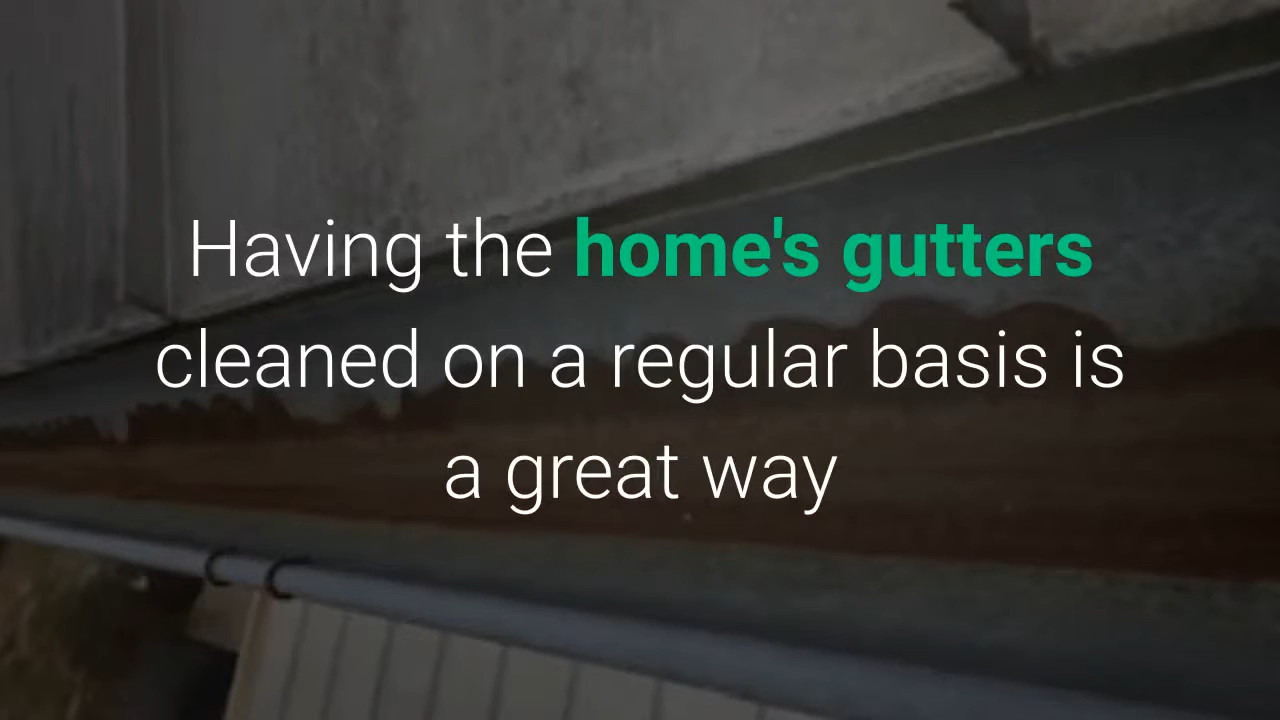 Having the home's gutters
cleaned on a regular basis is
a great way